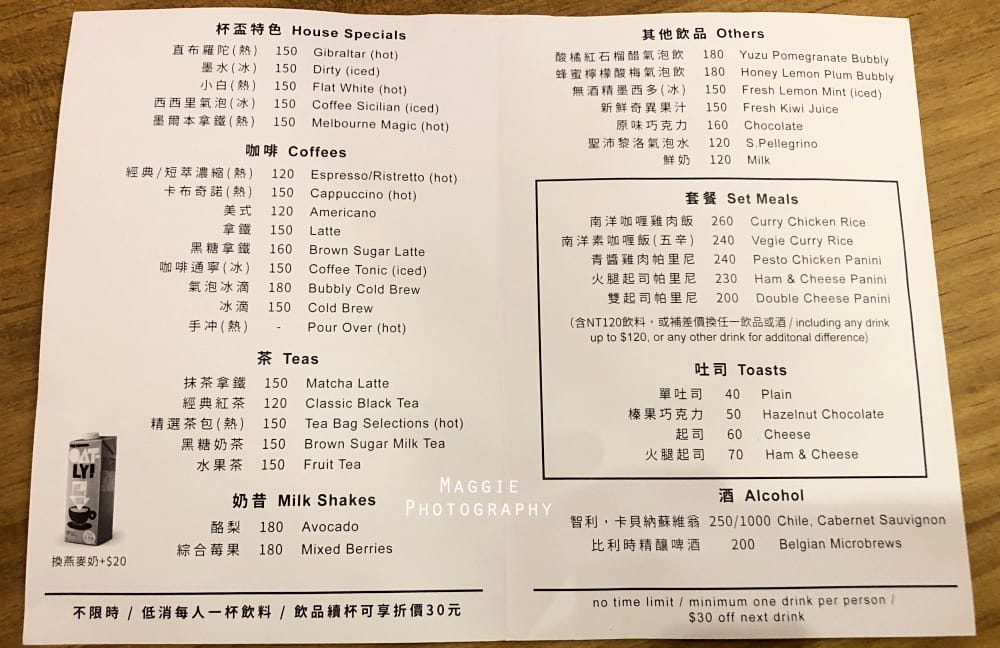 杯盃特色 House Specials
直布羅陀(熱) 150 Gibraltar (hot)
墨水(冰) 150 Dirty (iced)
小白(熱) 150 Flat White (hot)
西西里氣泡(冰) 150 Coffee Sicilian (iced)
墨爾本拿鐵(熱) 150 Melbourne Magic (hot)
咖啡 Coffees
經典/短萃濃縮(熱) 120 Espresso/Ristretto (hot)
卡布奇諾(熱) 150 Cappuccino (hot)
美式 120 Americano
拿鐵 150 Latte
黑糖拿鐵 160 Brown Sugar Latte
咖啡通寧(冰) 150 Coffee Tonic (iced)
氣泡冰滴 180 Bubbly Cold Brew
冰滴 150 Cold Brew
手冲(熱) - Pour Over (hot)
茶 Teas
抹茶拿鐵 150 Matcha Latte
經典紅茶 120 Classic Black Tea
精選茶包(熱) 150 Tea Bag Selections (hot)
黑糖奶茶 150 Brown Sugar Milk Tea
水果茶 150 Fruit Tea
奶昔 Milk Shakes
酪梨 180 Avocado
綜合莓果 180 Mixed Berries
OAT-
LY!
換燕麥奶+$20
不限時 / 低消每人一杯飲料 / 飲品續杯可享折價30元
其他飲品 Others
酸橘紅石榴醋氣泡飲 180 Yuzu Pomegranate Bubbly
蜂蜜檸檬酸梅氣泡飲 180 Honey Lemon Plum Bubbly
無酒精墨西多(冰) 150 Fresh Lemon Mint (iced)
新鮮奇異果汁 150 Fresh Kiwi Juice
原味巧克力 160 Chocolate
聖沛黎洛氣泡水 120 S.Pellegrino
鮮奶 120 Milk
套餐 Set Meals
南洋咖喱雞肉飯 260 Curry Chicken Rice
南洋素咖喱飯(五辛) 240 Vegie Curry Rice
青醬雞肉帕里尼 240 Pesto Chicken Panini
火腿起司帕里尼 230 Ham & Cheese Panini
雙起司帕里尼 200 Double Cheese Panini
(含NT120飲料，或補差價換任一飲品或酒 / including any drink
up to $120, or any other drink for additonal difference)
吐司 Toasts
單吐司 40 Plain
榛果巧克力 50 Hazelnut Chocolate
起司 60 Cheese
火腿起司 70 Ham & Cheese
酒 Alcohol
智利，卡貝納蘇維翁 250/1000 Chile, Cabernet Sauvignon
比利時精釀啤酒 200 Belgian Microbrews
no time limit / minimum one drink per person /
$30 off next drink
MAGGIE
PHOTOGRAPHY